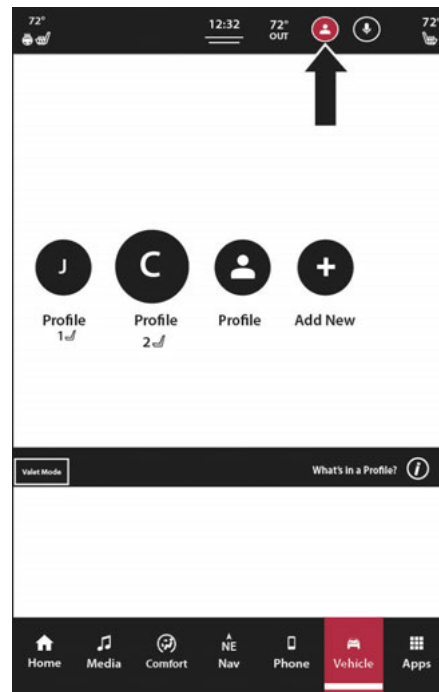 72° 12:32 72° 72°
OUT
J C
Profile Profile Profile Add New
1 2
Valet Mode What's in a Profile? i
NE
Home Media Comfort Nav Phone Vehicle Apps